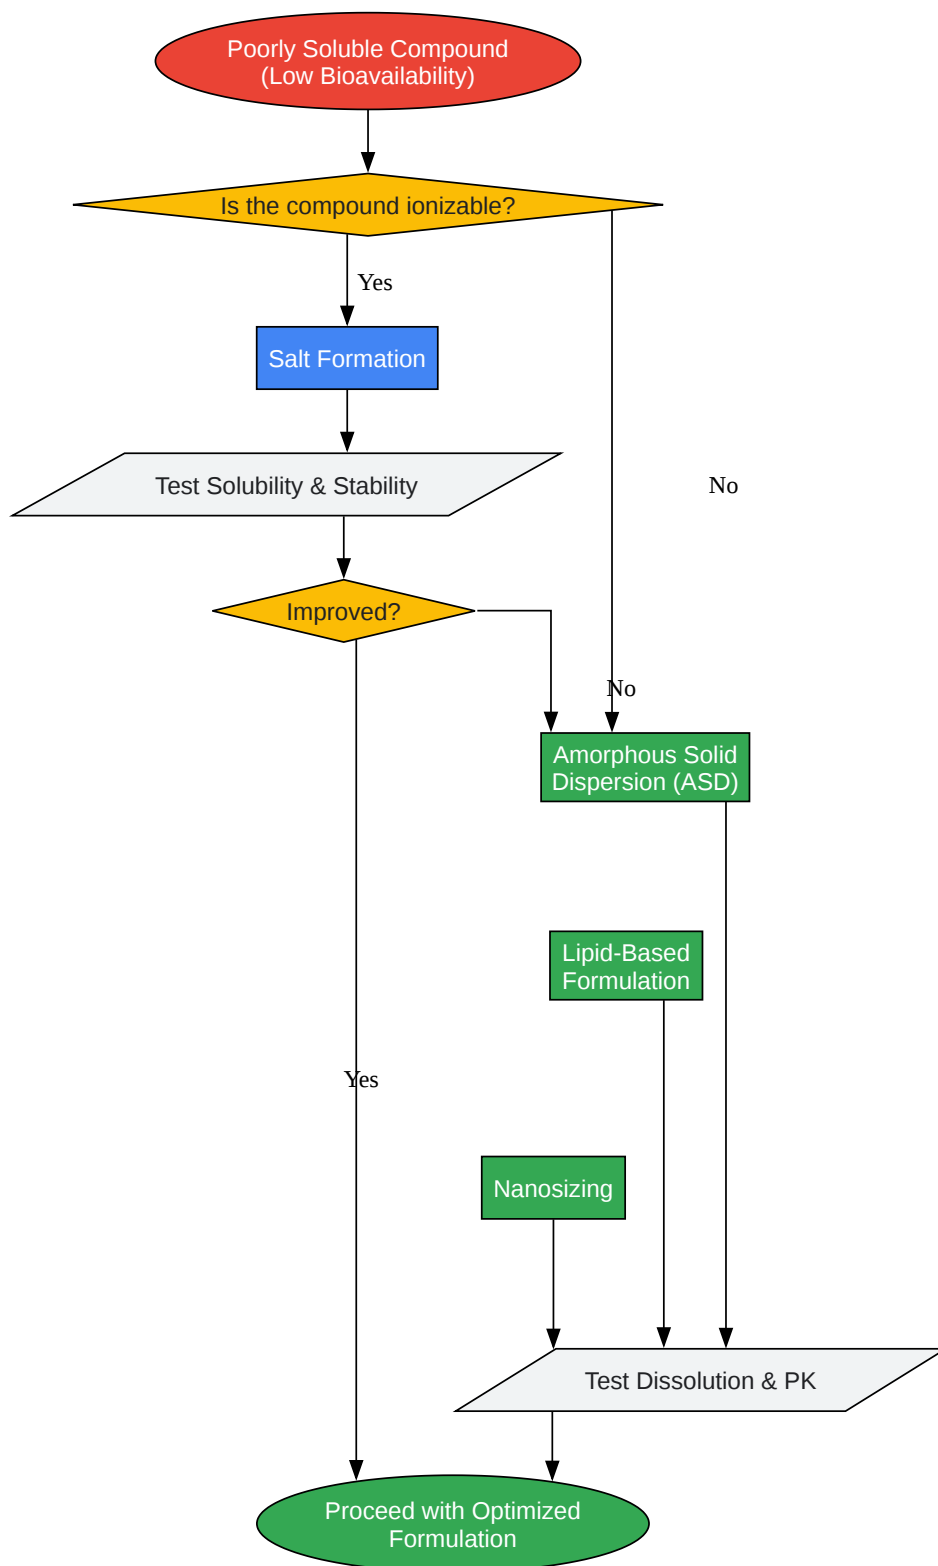 Poorly Soluble Compound
(Low Bioavailability)
Is the compound ionizable?
Yes
Salt Formation
Test Solubility & Stability
No
Improved?
No
Amorphous Solid
Dispersion (ASD)
Lipid-Based
Formulation
Yes
Nanosizing
Test Dissolution & PK
Proceed with Optimized
Formulation